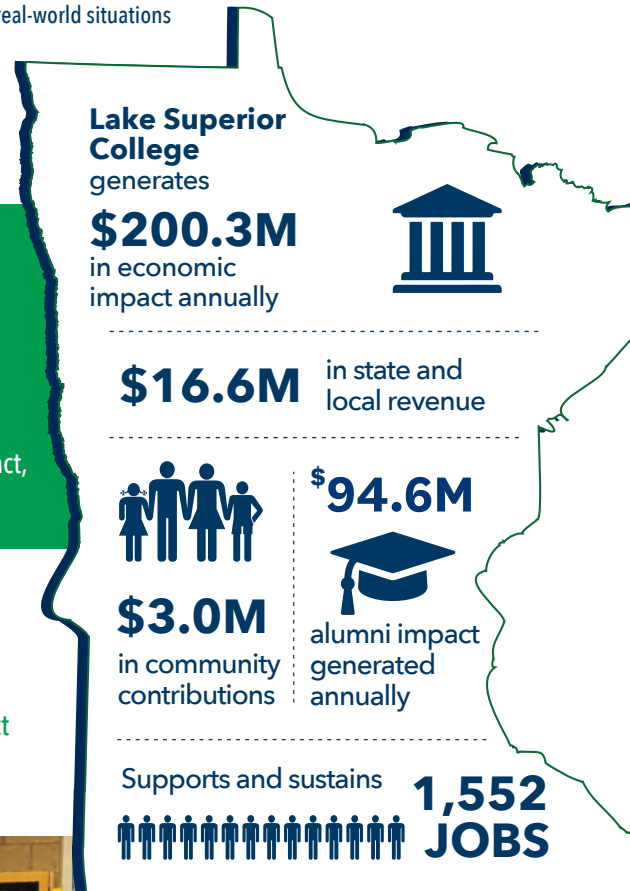 real-world situations
Lake Superior
College
generates
$200.3M
in economic
impact annually
$16.6M
in state and
local revenue
$94.6M
alumni impact
generated
annually
$3.0M
in community
contributions
Supports and sustains
1,552
JOBS